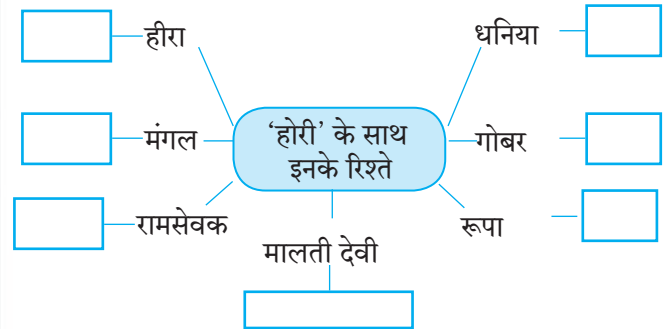 हीरा
धनिया
'होरी' के साथ
इनके रिश्ते
मंगल
गोबर
रामसेवक
रूपा
मालती देवी